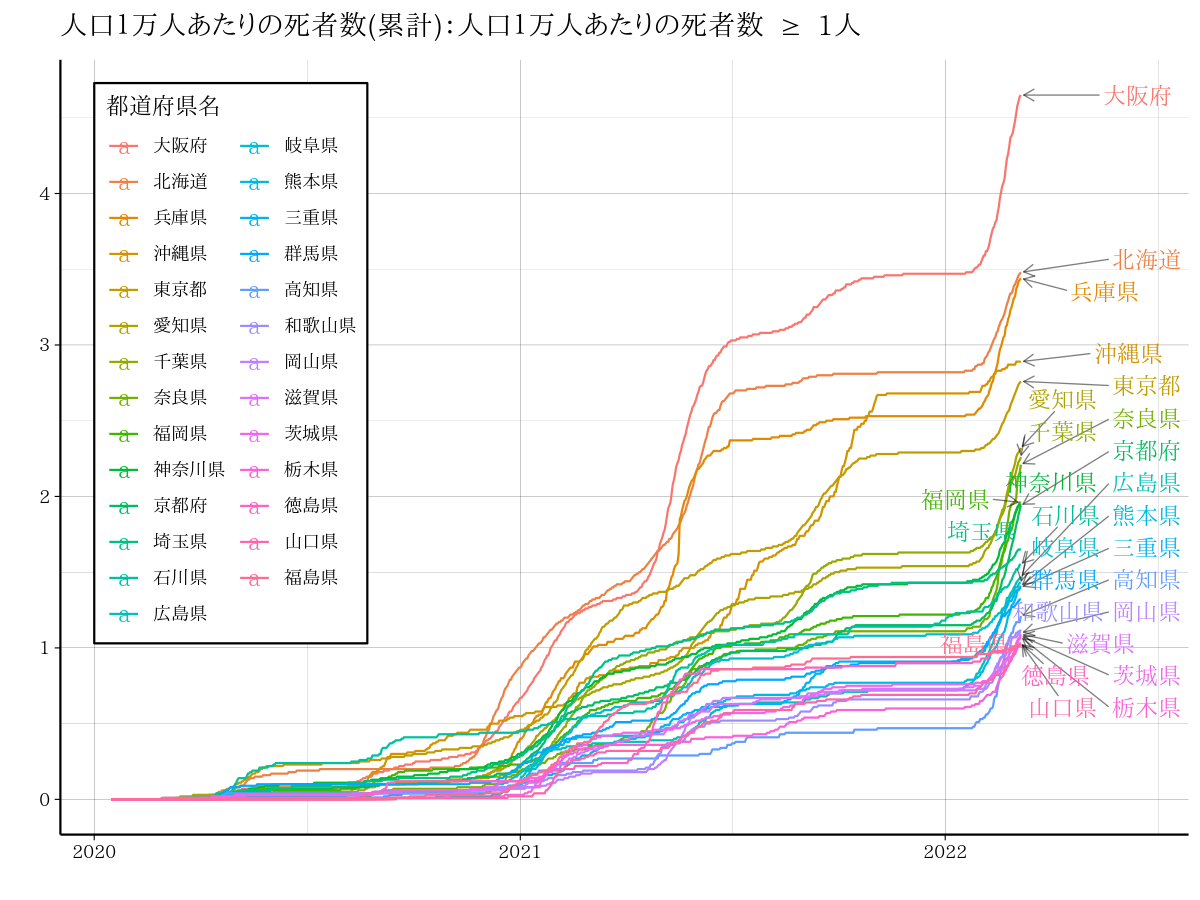 人口1万人あたりの死者数(累計):人口1万人あたりの死者数 ≥ 1人
都道府県名
a 大阪府
a 北海道
a 兵庫県
a 沖縄県
a 東京都
a 愛知県
a 千葉県
a 奈良県
a 福岡県
a 神奈川県
a 京都府
a 埼玉県
a 石川県
a 広島県
a 岐阜県
a 熊本県
a 三重県
a 群馬県
a 高知県
a 和歌山県
a 岡山県
a 滋賀県
a 茨城県
a 栃木県
a 徳島県
a 山口県
a 福島県
大阪府
北海道
兵庫県
沖縄県
東京都
愛知県
奈良県
千葉県
京都府
神奈川県
広島県
福岡県
石川県
熊本県
埼玉県
岐阜県
三重県
群馬県
高知県
和歌山県
岡山県
福島県
滋賀県
徳島県
茨城県
山口県
栃木県
4
3
2
1
0
2020
2021
2022